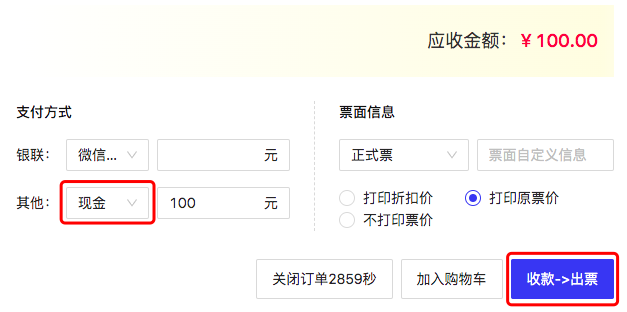 应收金额：¥ 100.00
支付方式
票面信息
银联： 微信... 元
正式票 票面自定义信息
其他： 现金 100 元
打印折扣价 打印原票价
不打印票价
关闭订单2859秒 加入购物车 收款->出票